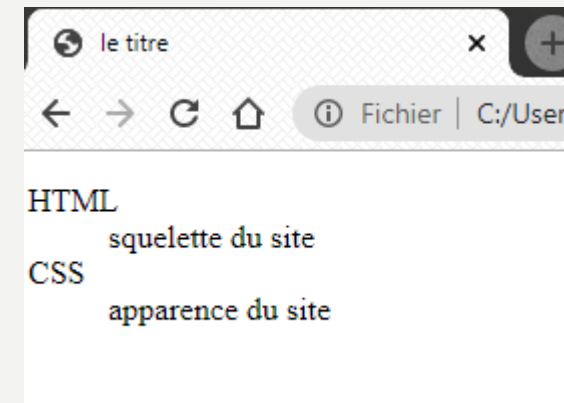 le titre
Fichier | C:/User
HTML
squelette du site
CSS
apparence du site